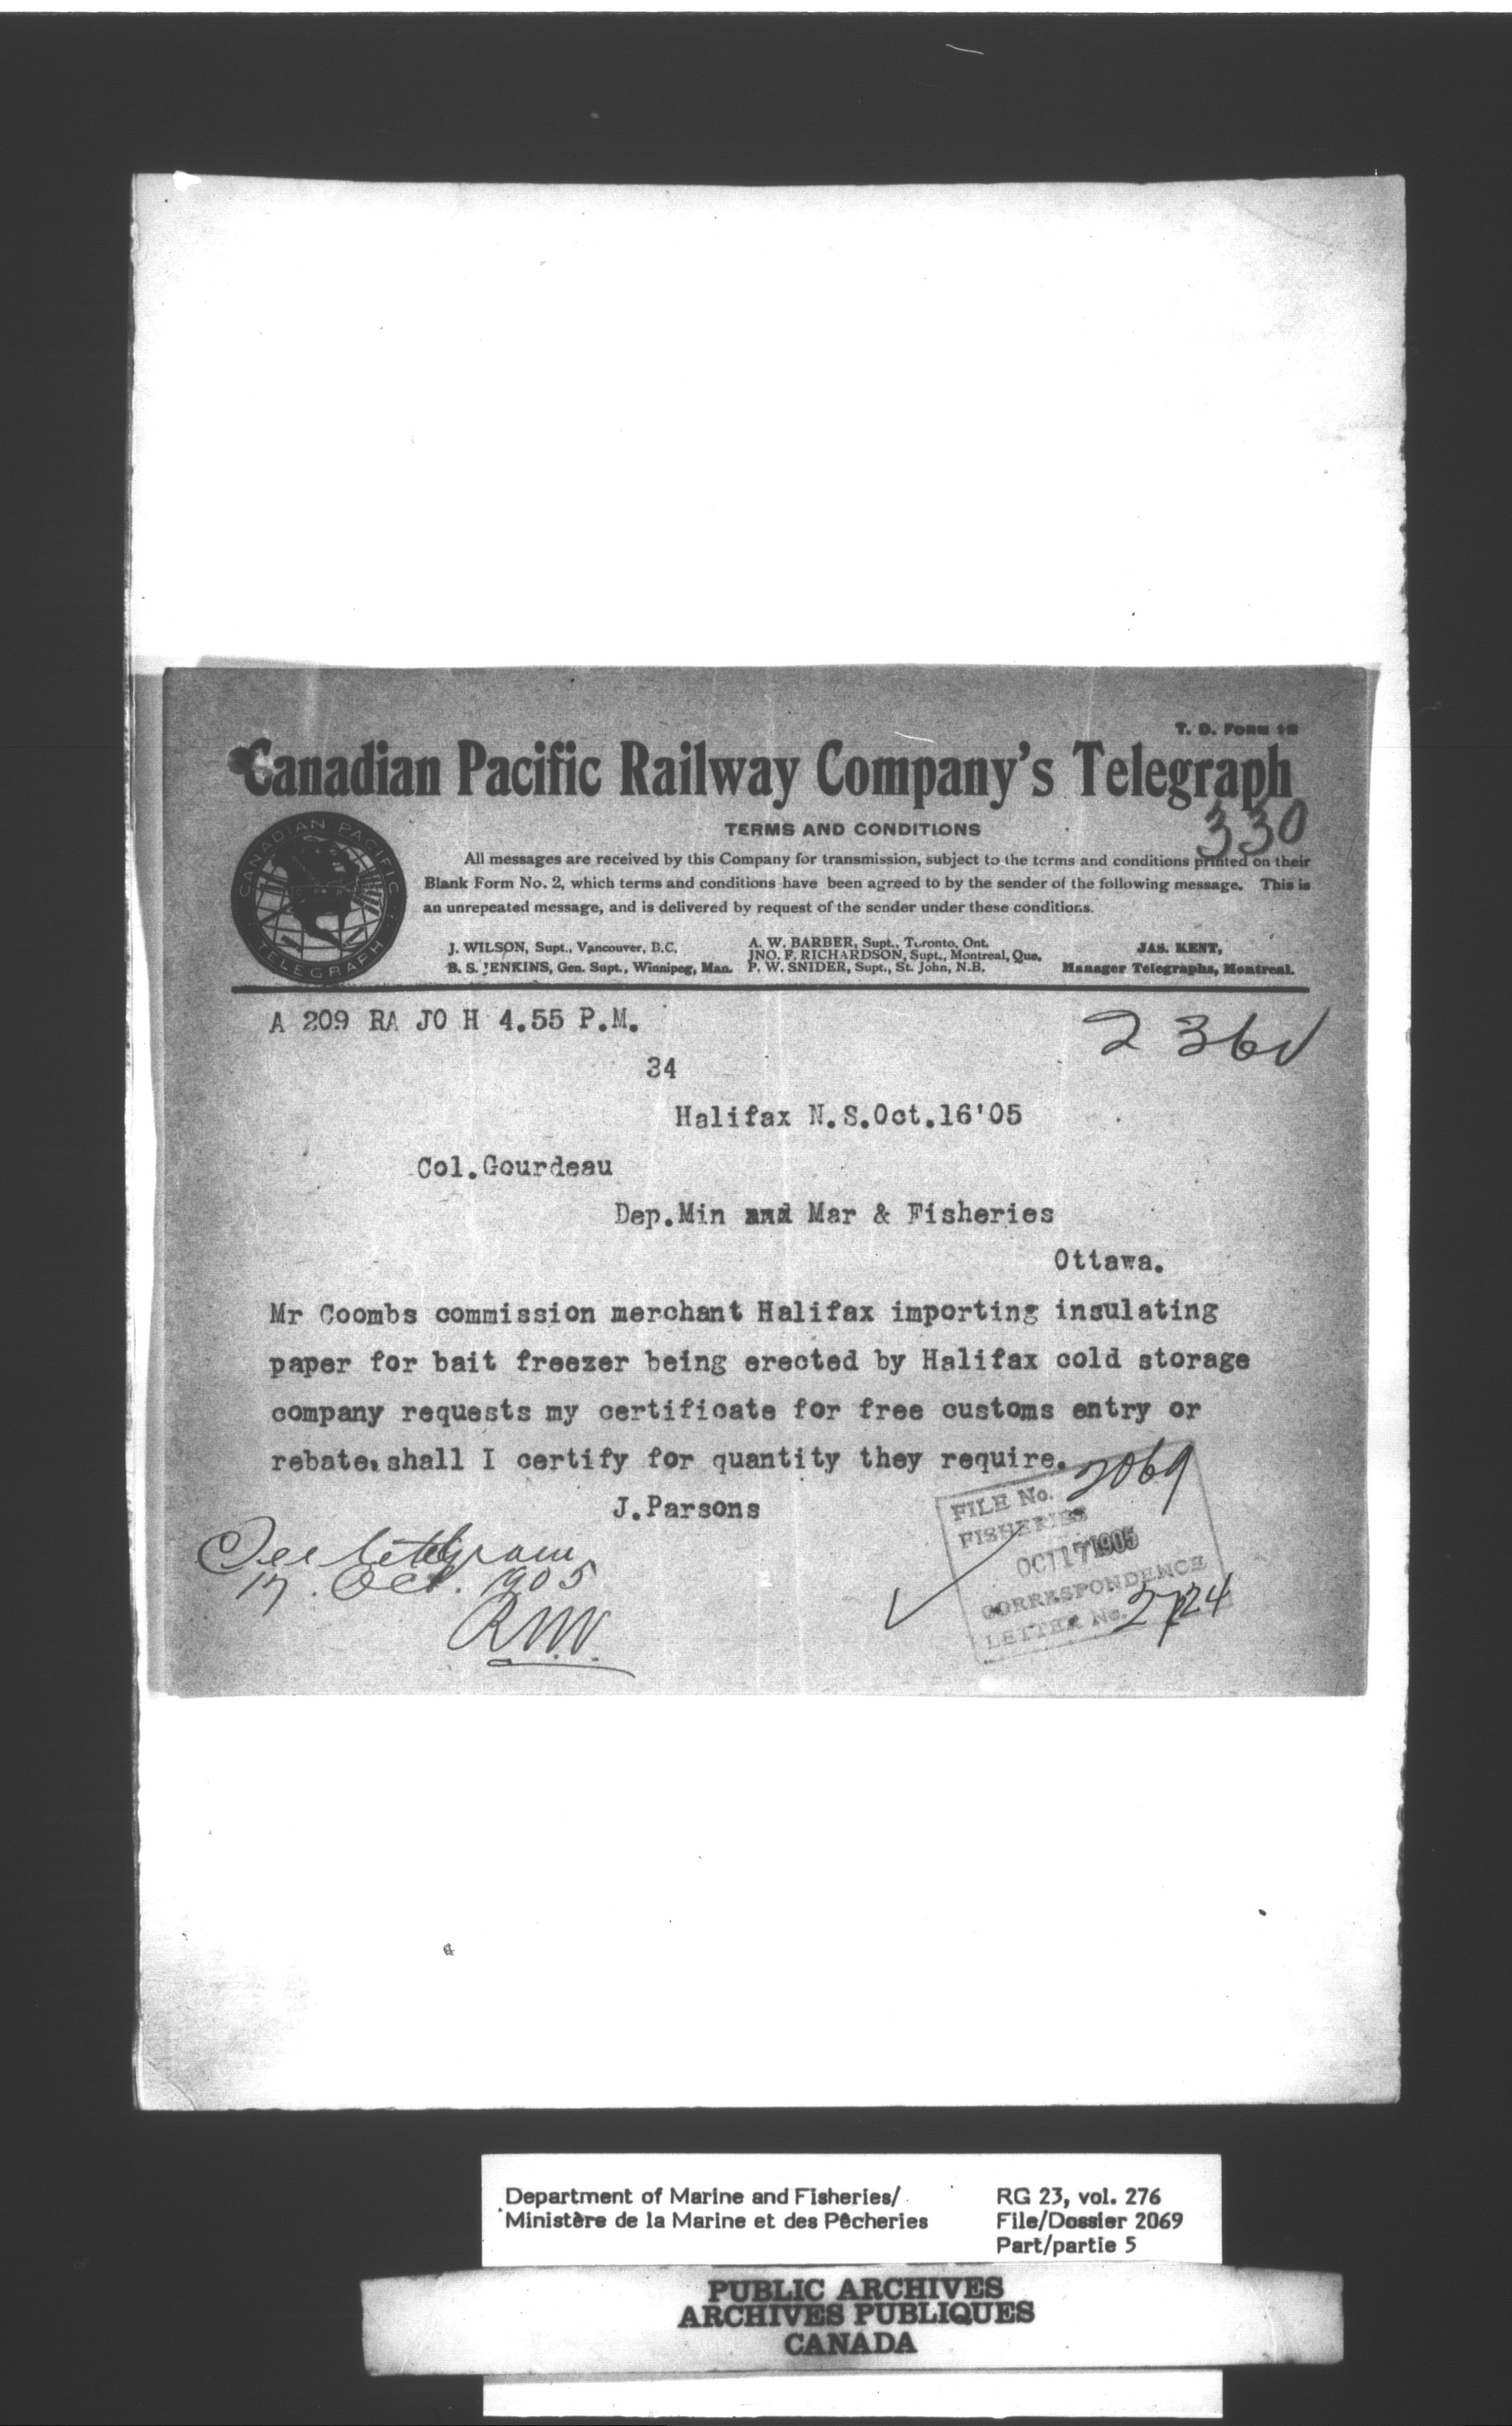 T. D. Form 18
Canadian Pacific Railway Company's Telegraph
330
TERMS AND CONDITIONS
All messages are received by this Company for transmission, subject to the terms and conditions printed on their
Blank Form No. 2, which terms and conditions have been agreed to by the sender of the following message. This is
an unrepeated message, and is delivered by request of the sender under these conditions.
CANADIAN PACIFIC
TELEGRAPH
J. WILSON, Supt., Vancouver, B.C.
B. S. JENKINS, Gen. Supt., Winnipeg, Man.
A. W. BARBER, Supt., Toronto, Ont.
JNO. F. RICHARDSON, Supt., Montreal, Que.
P. W. SNIDER, Supt., St. John, N.B.
JAS. KENT,
Manager Telegraphs, Montreal.
A 209 RA JO H 4.55 P.M.
2 36
34
Halifax N.S.Oct.16'05
Col.Gourdeau
Dep.Min and Mar & Fisheries
Ottawa.
Mr Coombs commission merchant Halifax importing insulating
paper for bait freezer being erected by Halifax cold storage
company requests my certificate for free customs entry or
rebate.shall I certify for quantity they require.
J.Parsons
FILE No. 2069
FISHERIES
OCT 17 1905
CORRESPONDENCE
LETTER No. 2724
17. Oct. 1905
Department of Marine and Fisheries/
Ministère de la Marine et des Pêcheries
RG 23, vol. 276
File/Dossier 2069
Part/partie 5
PUBLIC ARCHIVES
ARCHIVES PUBLIQUES
CANADA